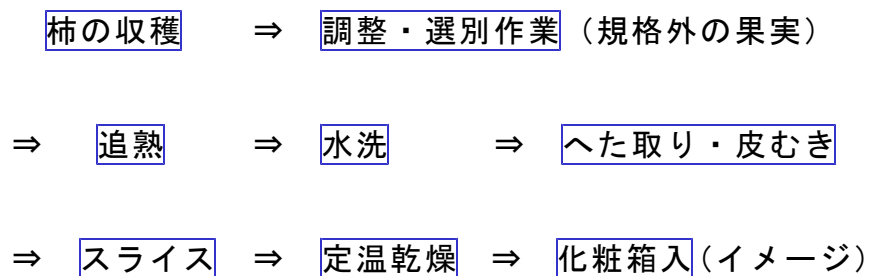 柿の収穫 ⇒ 調整・選別作業（規格外の果実）
⇒ 追熟 ⇒ 水洗 ⇒ へた取り・皮むき
⇒ スライス ⇒ 定温乾燥 ⇒ 化粧箱入(イメージ)